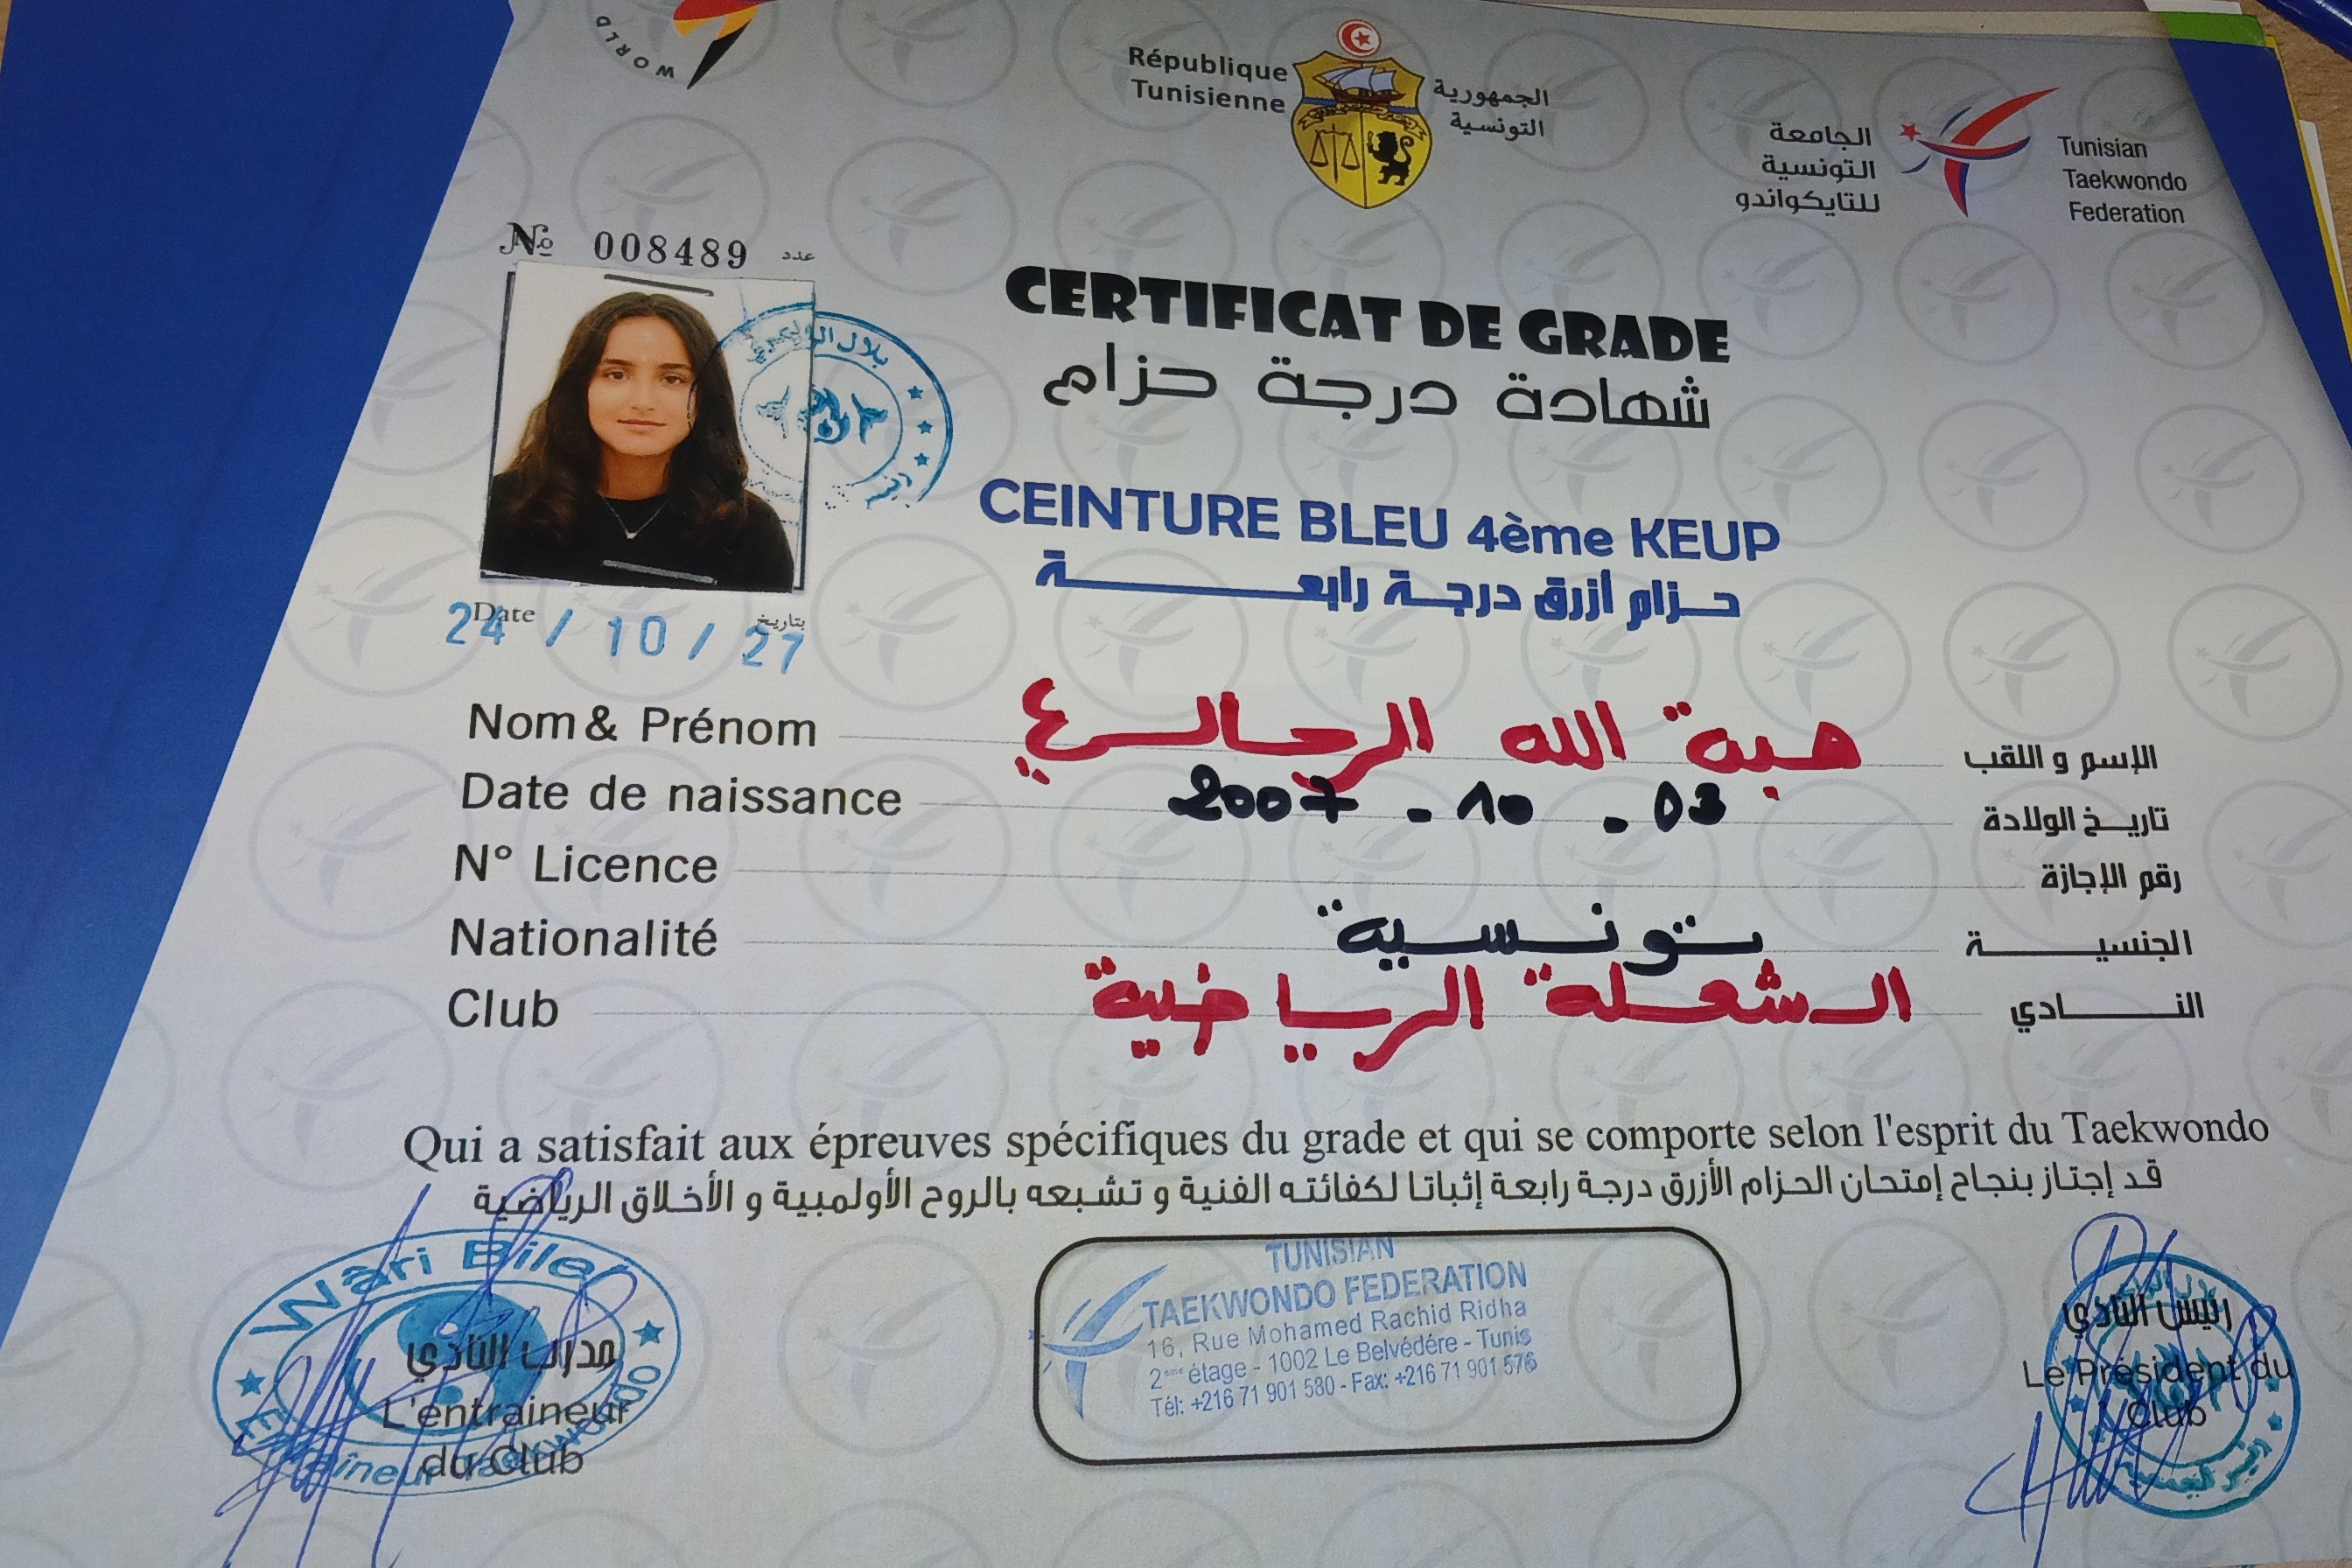 WORLD
République
Tunisienne
الجمهورية
التونسية
الجامعة
التونسية
للتايكواندو
Tunisian
Taekwondo
Federation
№ 008489 عدد
CERTIFICAT DE GRADE
شهادة درجة حزام
CEINTURE BLEU 4ème KEUP
حزام أزرق درجة رابعة
Date بتاريخ
24 / 10 / 27
Nom & Prénom هبة الله الرحالي الإسم و اللقب
Date de naissance 2007 - 10 - 03 تاريخ الولادة
N° Licence رقم الإجازة
Nationalité تونسية الجنسية
Club الشعلة الرياضية النادي
Qui a satisfait aux épreuves spécifiques du grade et qui se comporte selon l'esprit du Taekwondo
قد إجتاز بنجاح إمتحان الحزام الأزرق درجة رابعة إثباتا لكفائته الفنية و تشبعه بالروح الأولمبية و الأخلاق الرياضية
Wâri Bilel
مدرب النادي
L'entraineur
du Club
Entraîneur Taekwondo
TUNISIAN
TAEKWONDO FEDERATION
16, Rue Mohamed Rachid Ridha
2ème étage - 1002 Le Belvédére - Tunis
Tél: +216 71 901 580 - Fax: +216 71 901 576
رئيس النادي
Le Président du
Club